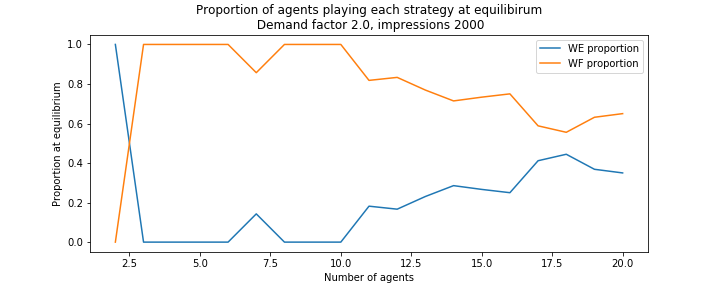 Proportion of agents playing each strategy at equilibirum
Demand factor 2.0, impressions 2000
WE proportion
WF proportion
Proportion at equilibrium
1.0
0.8
0.6
0.4
0.2
0.0
2.5 5.0 7.5 10.0 12.5 15.0 17.5 20.0
Number of agents